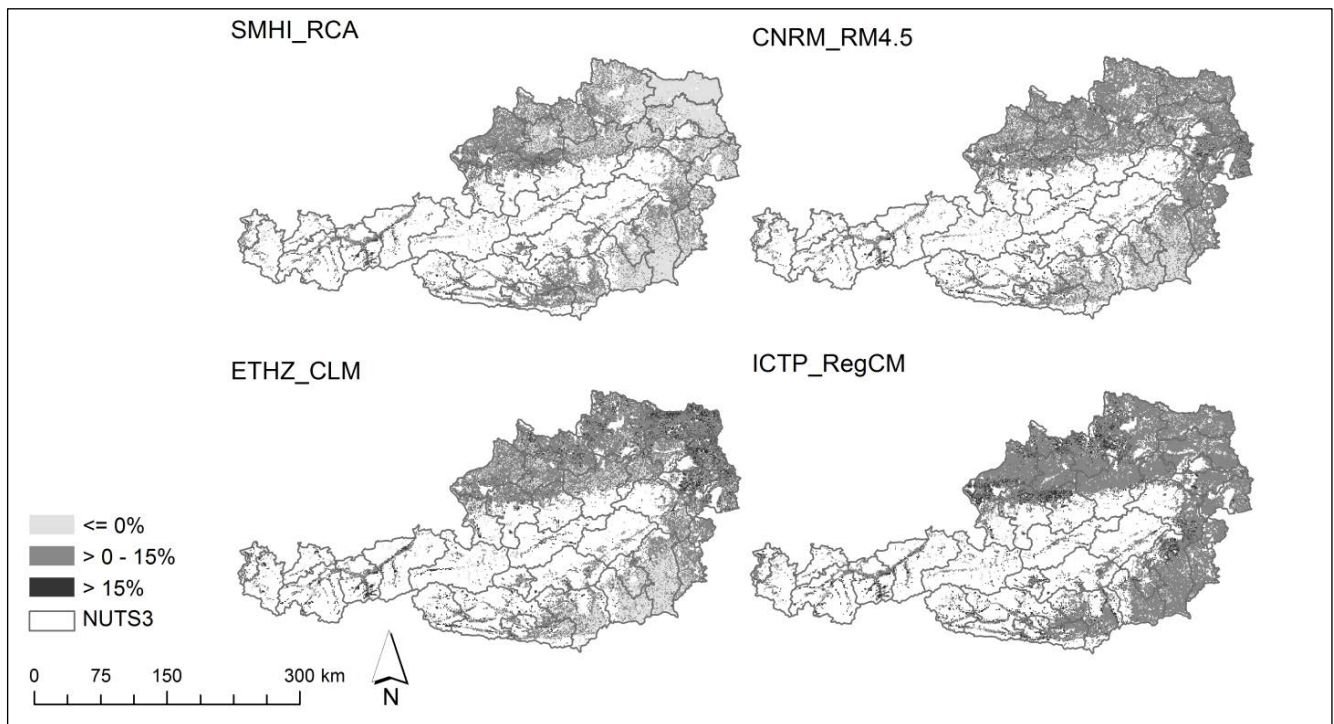 SMHI_RCA
CNRM_RM4.5
ETHZ_CLM
ICTP_RegCM
<= 0%
> 0 - 15%
> 15%
NUTS3
0 75 150 300 km
N